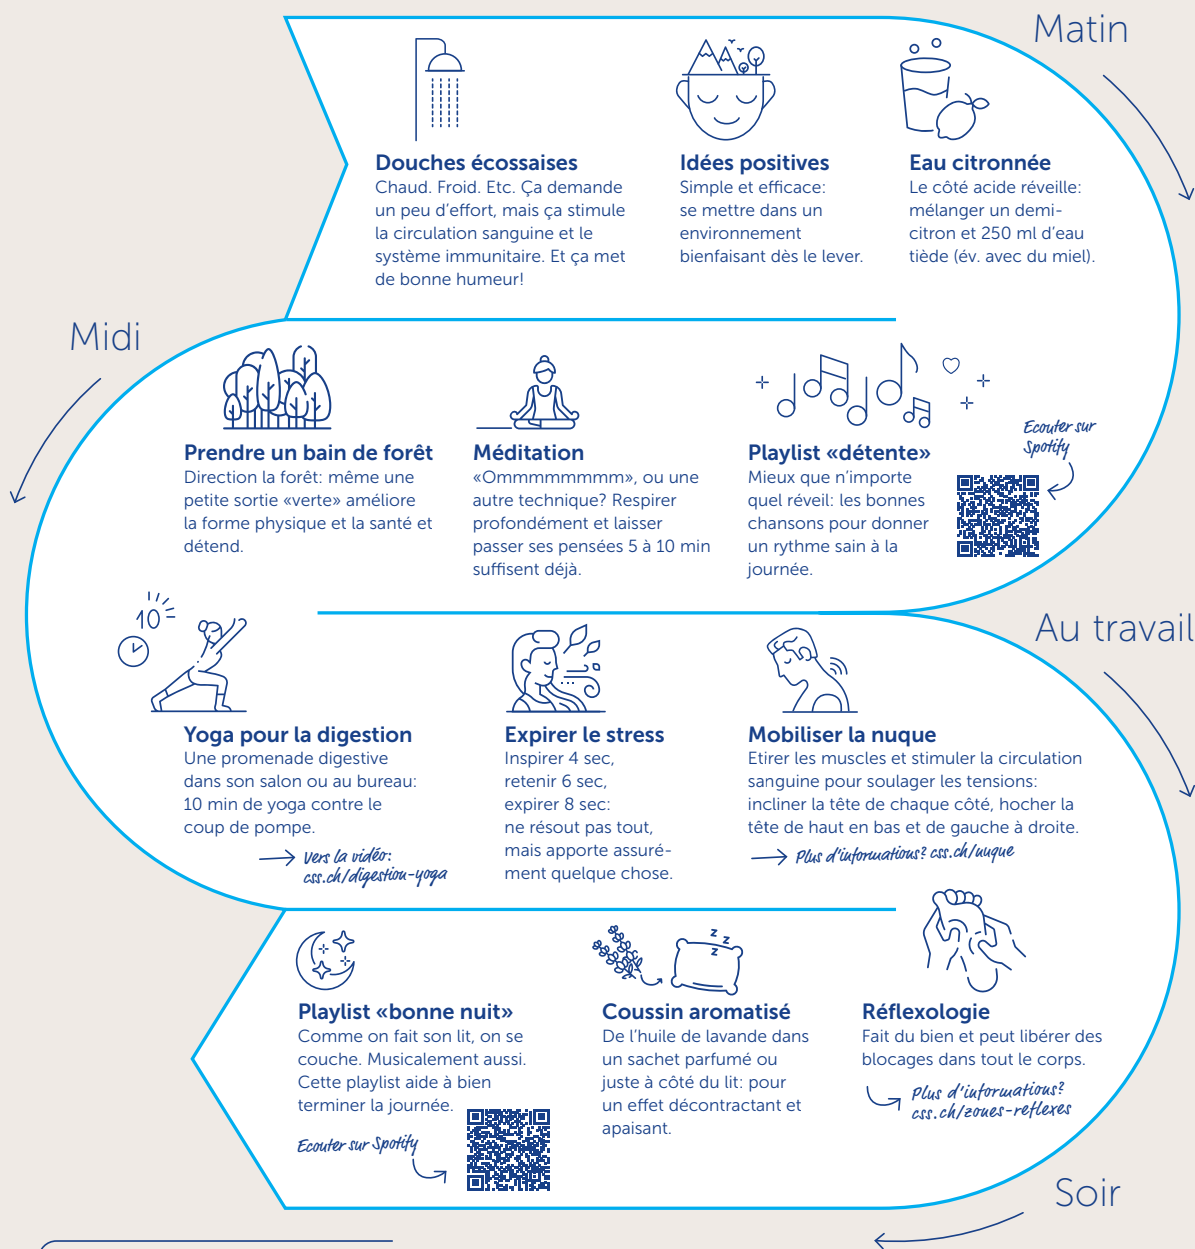 Matin
Douches écossaises
Chaud. Froid. Etc. Ça demande
un peu d’effort, mais ça stimule
la circulation sanguine et le
système immunitaire. Et ça met
de bonne humeur!
Idées positives
Simple et efficace:
se mettre dans un
environnement
bienfaisant dès le lever.
Eau citronnée
Le côté acide réveille:
mélanger un demi-
citron et 250 ml d’eau
tiède (év. avec du miel).
Midi
Prendre un bain de forêt
Direction la forêt: même une
petite sortie «verte» améliore
la forme physique et la santé et
détend.
Méditation
«Ommmmmmmm», ou une
autre technique? Respirer
profondément et laisser
passer ses pensées 5 à 10 min
suffisent déjà.
Playlist «détente»
Mieux que n’importe
quel réveil: les bonnes
chansons pour donner
un rythme sain à la
journée.
Ecouter sur
Spotify
Au travail
10
Yoga pour la digestion
Une promenade digestive
dans son salon ou au bureau:
10 min de yoga contre le
coup de pompe.
Vers la vidéo:
css.ch/digestion-yoga
Expirer le stress
Inspirer 4 sec,
retenir 6 sec,
expirer 8 sec:
ne résout pas tout,
mais apporte assuré-
ment quelque chose.
Mobiliser la nuque
Etirer les muscles et stimuler la circulation
sanguine pour soulager les tensions:
incliner la tête de chaque côté, hocher la
tête de haut en bas et de gauche à droite.
Plus d’informations? css.ch/nuque
Playlist «bonne nuit»
Comme on fait son lit, on se
couche. Musicalement aussi.
Cette playlist aide à bien
terminer la journée.
Ecouter sur Spotify
z z
z
Coussin aromatisé
De l’huile de lavande dans
un sachet parfumé ou
juste à côté du lit: pour
un effet décontractant et
apaisant.
Réflexologie
Fait du bien et peut libérer des
blocages dans tout le corps.
Plus d’informations?
css.ch/zones-reflexes
Soir